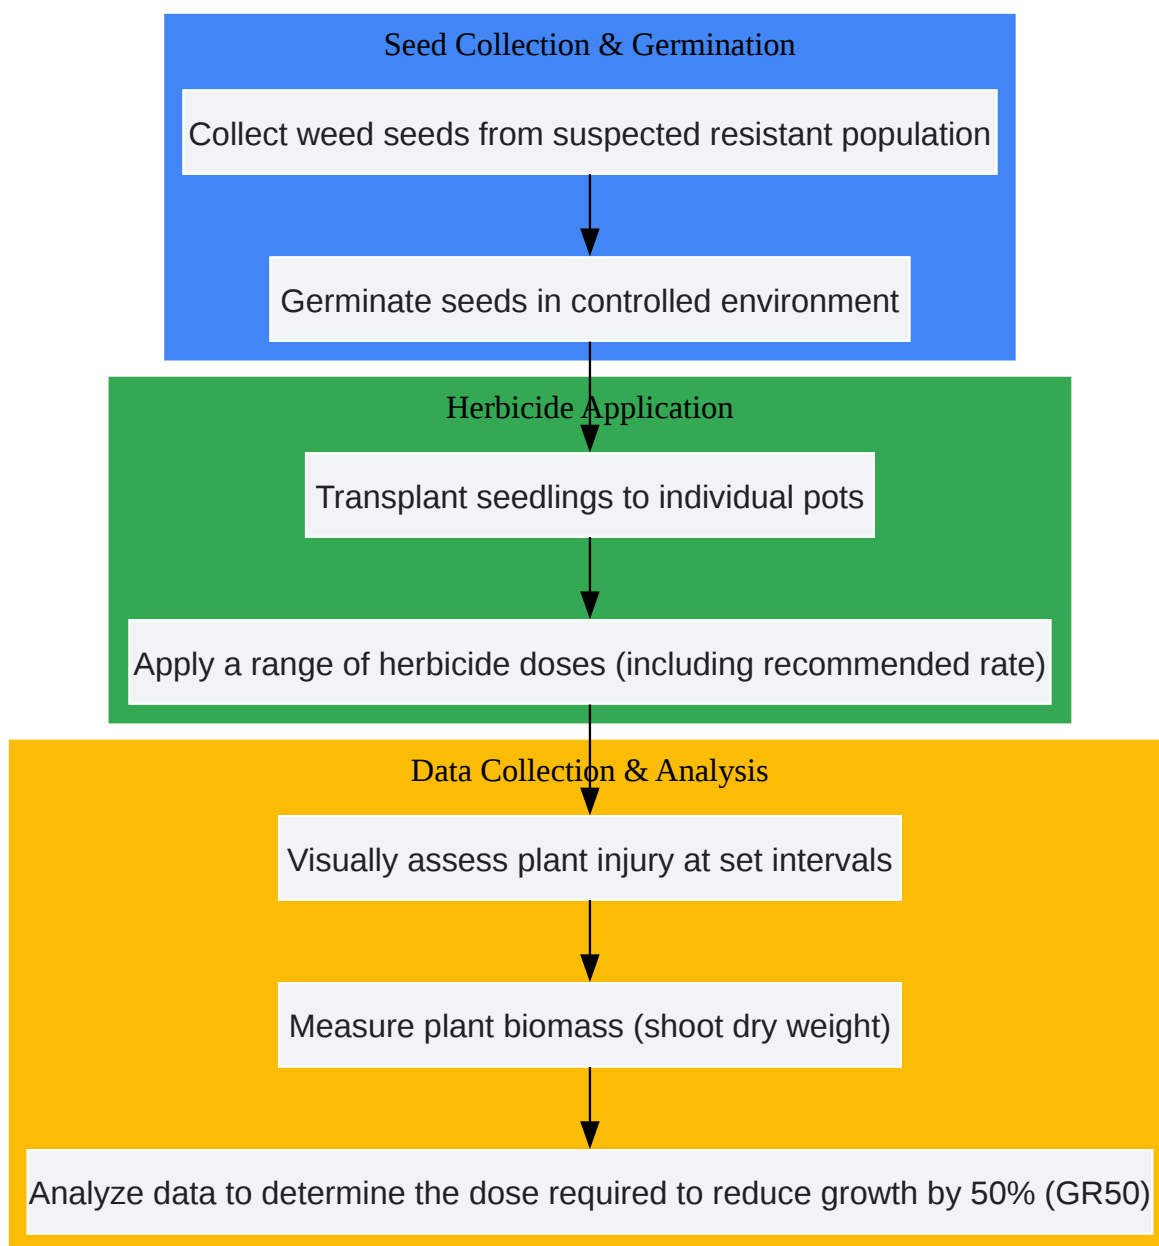 Seed Collection & Germination
Collect weed seeds from suspected resistant population
Germinate seeds in controlled environment
Herbicide Application
Transplant seedlings to individual pots
Apply a range of herbicide doses (including recommended rate)
Data Collection & Analysis
Visually assess plant injury at set intervals
Measure plant biomass (shoot dry weight)
Analyze data to determine the dose required to reduce growth by 50% (GR50)